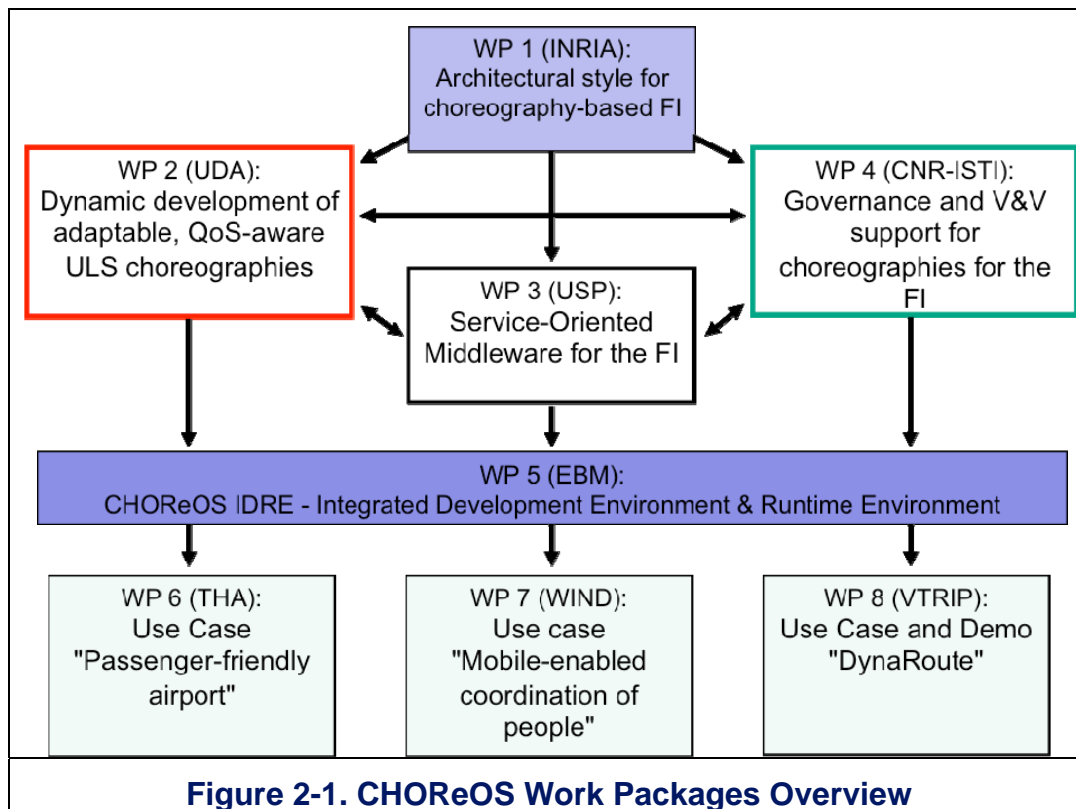 WP 1 (INRIA):
Architectural style for
choreography-based FI
WP 2 (UDA):
Dynamic development of
adaptable, QoS-aware
ULS choreographies
WP 4 (CNR-ISTI):
Governance and V&V
support for
choreographies for the
FI
WP 3 (USP):
Service-Oriented
Middleware for the FI
WP 5 (EBM):
CHOReOS IDRE - Integrated Development Environment & Runtime Environment
WP 6 (THA):
Use Case
"Passenger-friendly
airport"
WP 7 (WIND):
Use case
"Mobile-enabled
coordination of
people"
WP 8 (VTRIP):
Use Case and Demo
"DynaRoute"
Figure 2-1. CHOReOS Work Packages Overview